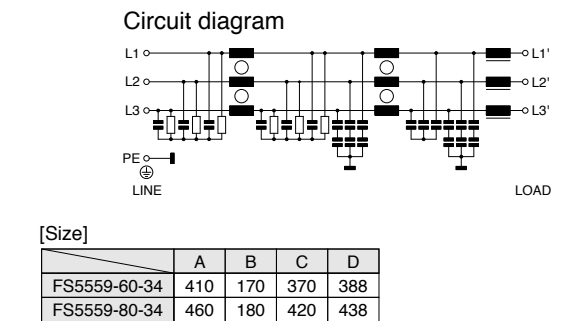 Circuit diagram
L1 L1'
L2 L2'
L3 L3'
PE
LINE LOAD
[Size]
A B C D
FS5559-60-34 410 170 370 388
FS5559-80-34 460 180 420 438